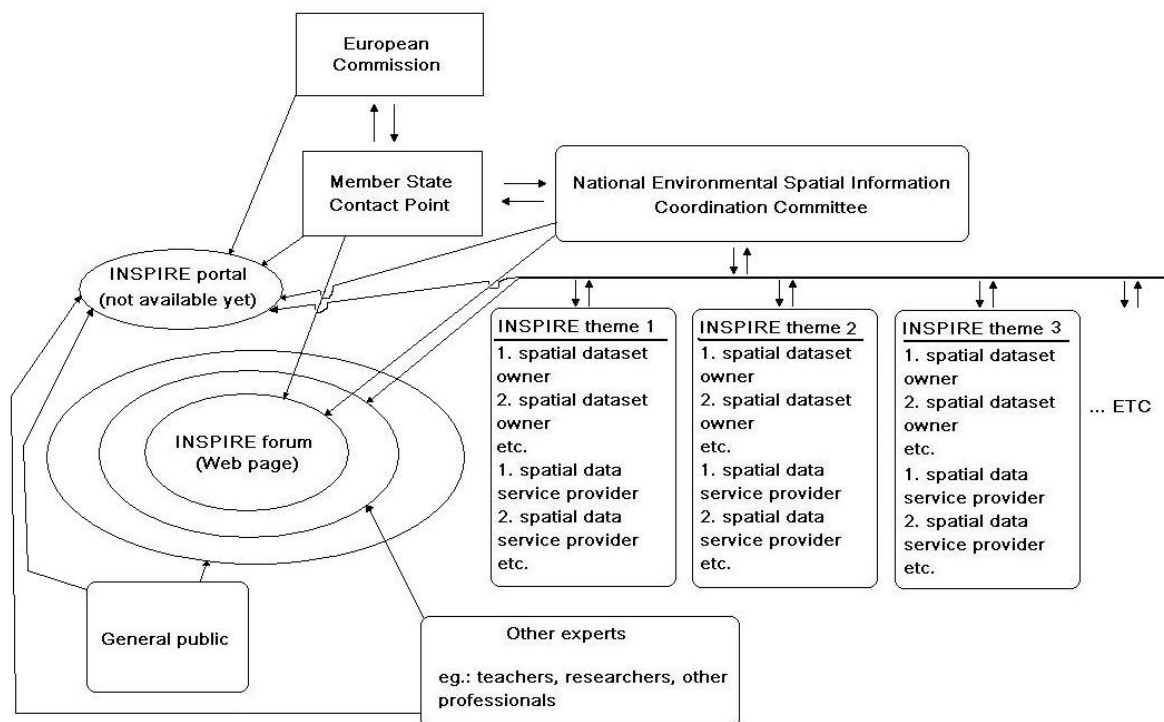 European
Commission
Member State
Contact Point
National Environmental Spatial Information
Coordination Committee
INSPIRE portal
(not available yet)
INSPIRE theme 1
1. spatial dataset
owner
2. spatial dataset
owner
etc.
1. spatial data
service provider
2. spatial data
service provider
etc.
INSPIRE theme 2
1. spatial dataset
owner
2. spatial dataset
owner
etc.
1. spatial data
service provider
2. spatial data
service provider
etc.
INSPIRE theme 3
1. spatial dataset
owner
2. spatial dataset
owner
etc.
1. spatial data
service provider
2. spatial data
service provider
etc.
... ETC
INSPIRE forum
(Web page)
General public
Other experts
eg.: teachers, researchers, other
professionals